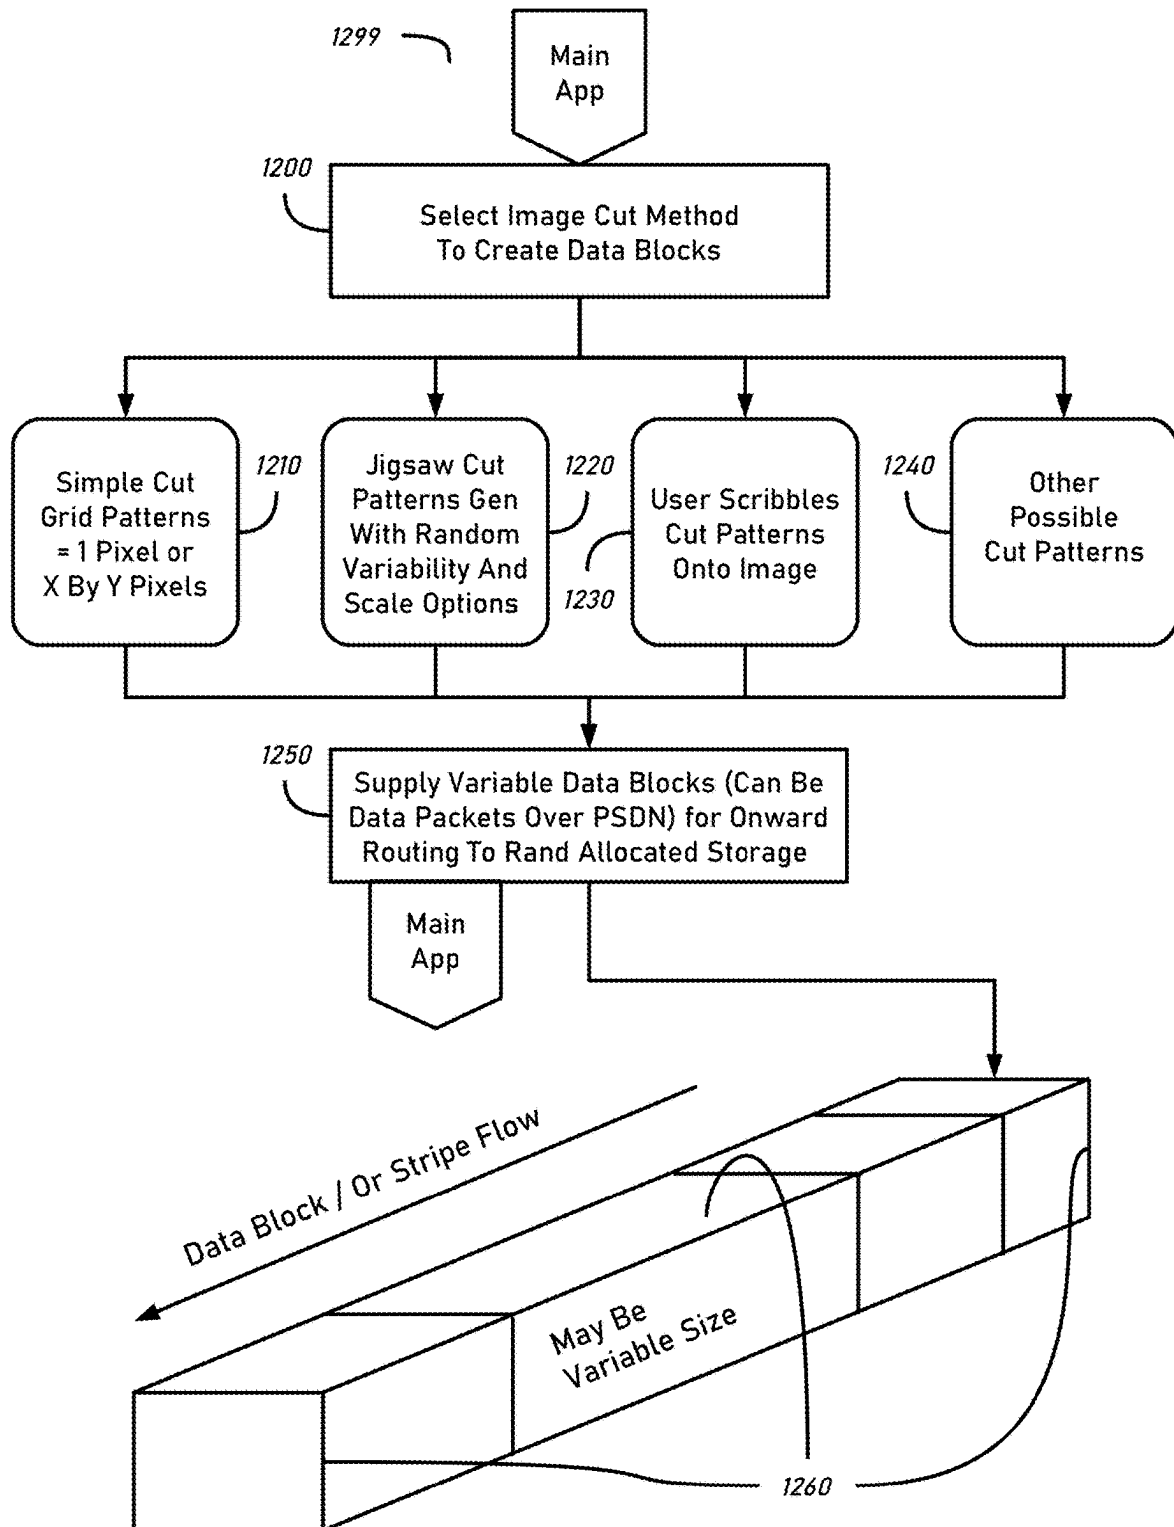 1299
Main
App
1200
Select Image Cut Method
To Create Data Blocks
Simple Cut
Grid Patterns
= 1 Pixel or
X By Y Pixels
1210
Jigsaw Cut
Patterns Gen
With Random
Variability And
Scale Options
1220
1230
User Scribbles
Cut Patterns
Onto Image
1240
Other
Possible
Cut Patterns
1250
Supply Variable Data Blocks (Can Be
Data Packets Over PSDN) for Onward
Routing To Rand Allocated Storage
Main
App
Data Block / Or Stripe Flow
May Be
Variable Size
1260